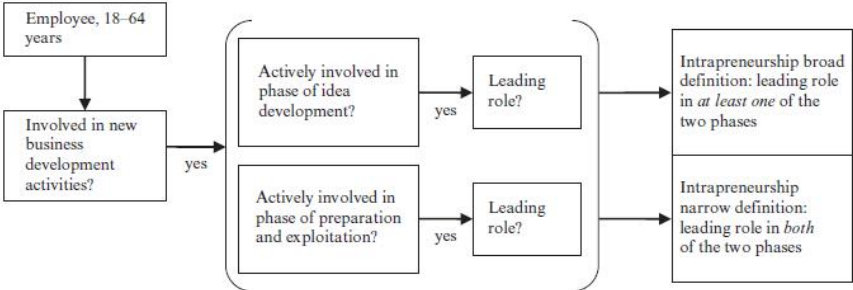 Employee, 18–64
years
Involved in new
business
development
activities?
yes
Actively involved in
phase of idea
development?
yes
Leading
role?
Actively involved in
phase of preparation
and exploitation?
yes
Leading
role?
Intrapreneurship broad
definition: leading role
in at least one of the
two phases
Intrapreneurship
narrow definition:
leading role in both
of the two phases